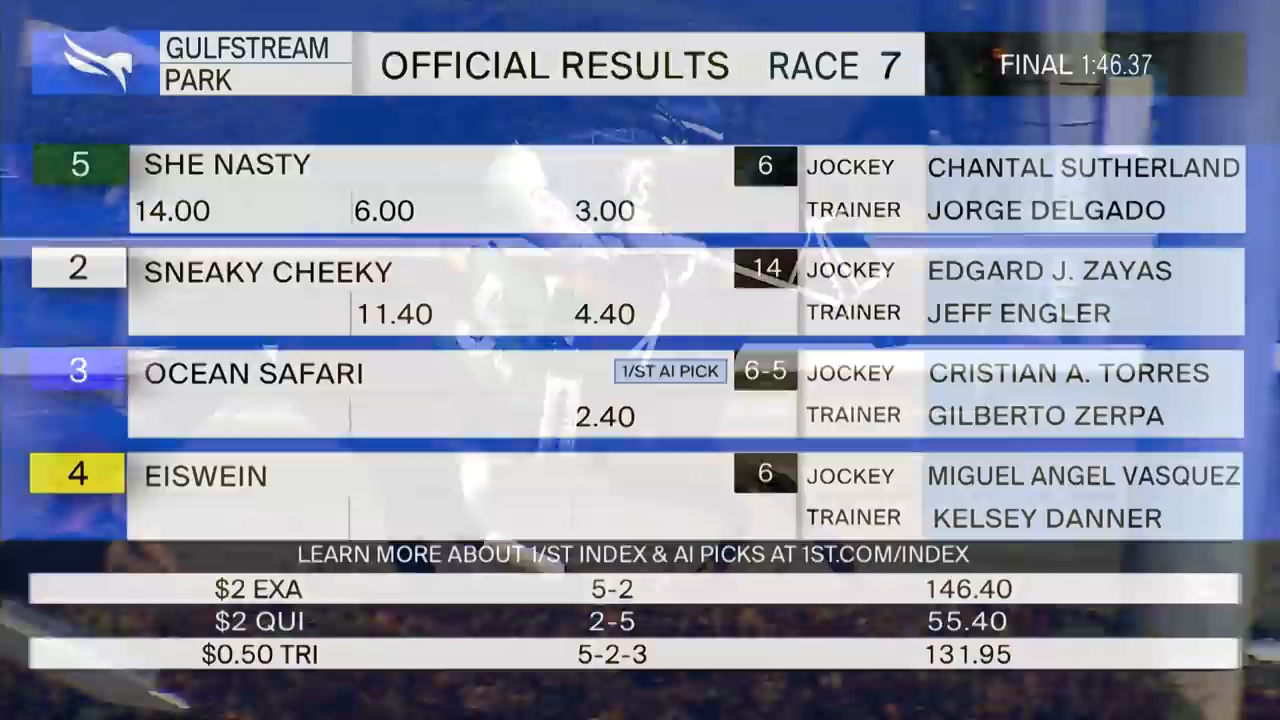 GULFSTREAM PARK
OFFICIAL RESULTS RACE 7
FINAL 1:46.37
5 SHE NASTY 6 JOCKEY CHANTAL SUTHERLAND
14.00 6.00 3.00 TRAINER JORGE DELGADO
2 SNEAKY CHEEKY 14 JOCKEY EDGARD J. ZAYAS
11.40 4.40 TRAINER JEFF ENGLER
3 OCEAN SAFARI 1/ST AI PICK 6-5 JOCKEY CRISTIAN A. TORRES
2.40 TRAINER GILBERTO ZERPA
4 EISWEIN 6 JOCKEY MIGUEL ANGEL VASQUEZ
TRAINER KELSEY DANNER
LEARN MORE ABOUT 1/ST INDEX & AI PICKS AT 1ST.COM/INDEX
$2 EXA 5-2 146.40
$2 QUI 2-5 55.40
$0.50 TRI 5-2-3 131.95